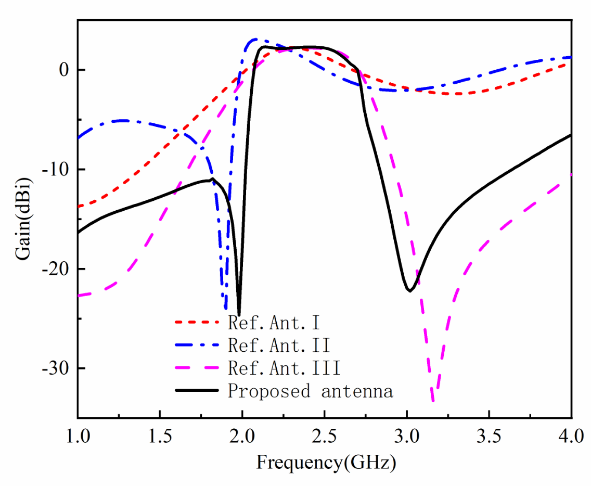 Gain(dBi)
0
-10
-20
-30
Ref.Ant.I
Ref.Ant.II
Ref.Ant.III
Proposed antenna
1.0 1.5 2.0 2.5 3.0 3.5 4.0
Frequency(GHz)